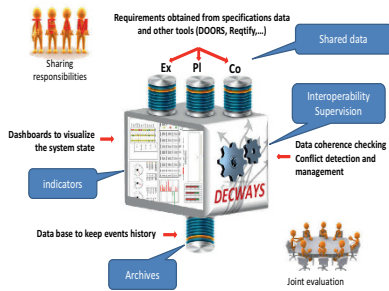 Requirements obtained from specifications data
and other tools (DOORS, Reqtify,...)
Sharing
responsibilities
Shared data
Ex Pl Co
Interoperability
Supervision
Dashboards to visualize
the system state
Data coherence checking
Conflict detection and
management
indicators
DECWAYS
Data base to keep events history
Archives
Joint evaluation